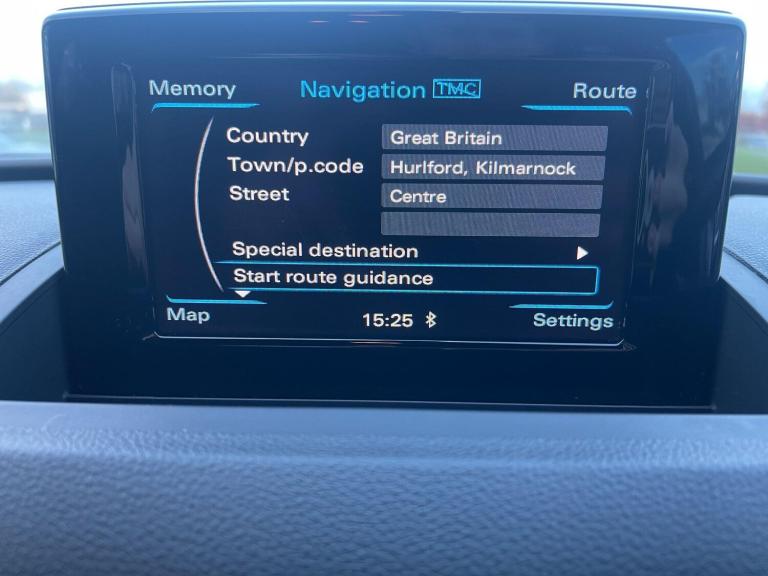 Memory Navigation TMC Route
Country Great Britain
Town/p.code Hurlford, Kilmarnock
Street Centre
Special destination
Start route guidance
Map 15:25 Settings